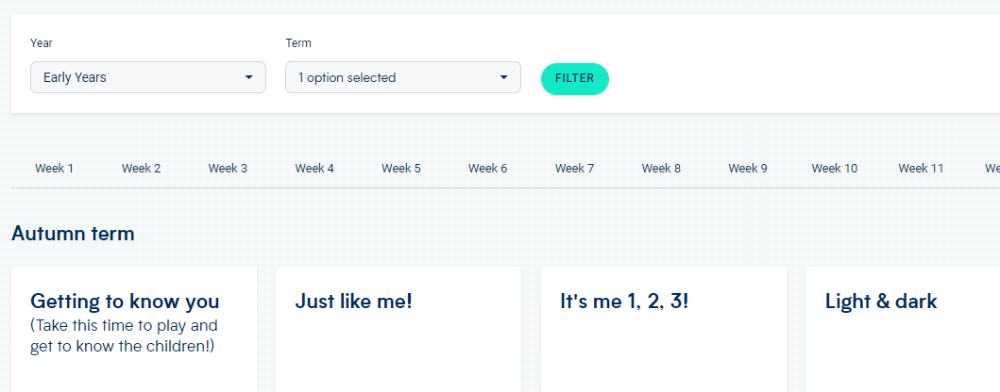 Year
Term
Early Years
1 option selected
FILTER
Week 1
Week 2
Week 3
Week 4
Week 5
Week 6
Week 7
Week 8
Week 9
Week 10
Week 11
We
Autumn term
Getting to know you
(Take this time to play and
get to know the children!)
Just like me!
It's me 1, 2, 3!
Light & dark